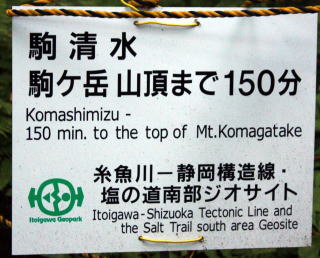 駒清水
駒ケ岳 山頂まで150分
Komashimizu -
150 min. to the top of Mt.Komagatake
糸魚川ー静岡構造線・
塩の道南部ジオサイト
Itoigawa-Shizuoka Tectonic Line and
the Salt Trail south area Geosite
Itoigawa Geopark